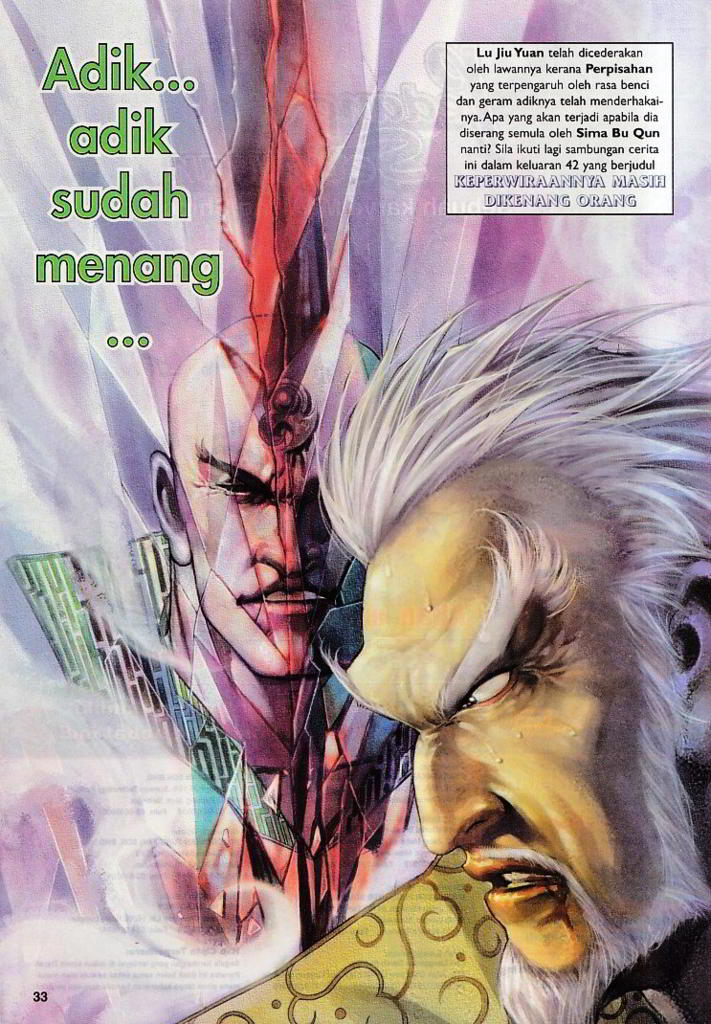 Adik...
adik
sudah
menang
...
Lu Jiu Yuan telah dicederakan
oleh lawannya kerana Perpisahan
yang terpengaruh oleh rasa benci
dan geram adiknya telah menderhakai-
nya. Apa yang akan terjadi apabila dia
diserang semula oleh Sima Bu Qun
nanti? Sila ikuti lagi sambungan cerita
ini dalam keluaran 42 yang berjudul
KEPERWIRAANNYA MASIH
DIKENANG ORANG
33